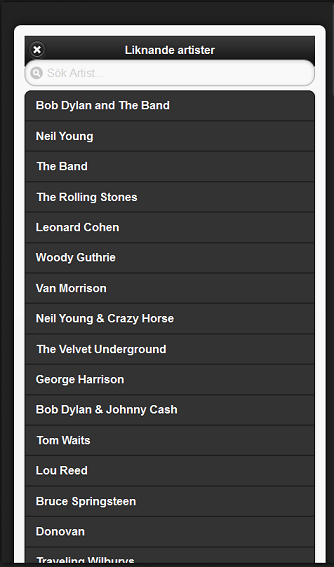 Liknande artister
Sök Artist...
Bob Dylan and The Band
Neil Young
The Band
The Rolling Stones
Leonard Cohen
Woody Guthrie
Van Morrison
Neil Young & Crazy Horse
The Velvet Underground
George Harrison
Bob Dylan & Johnny Cash
Tom Waits
Lou Reed
Bruce Springsteen
Donovan
Traveling Wilburys